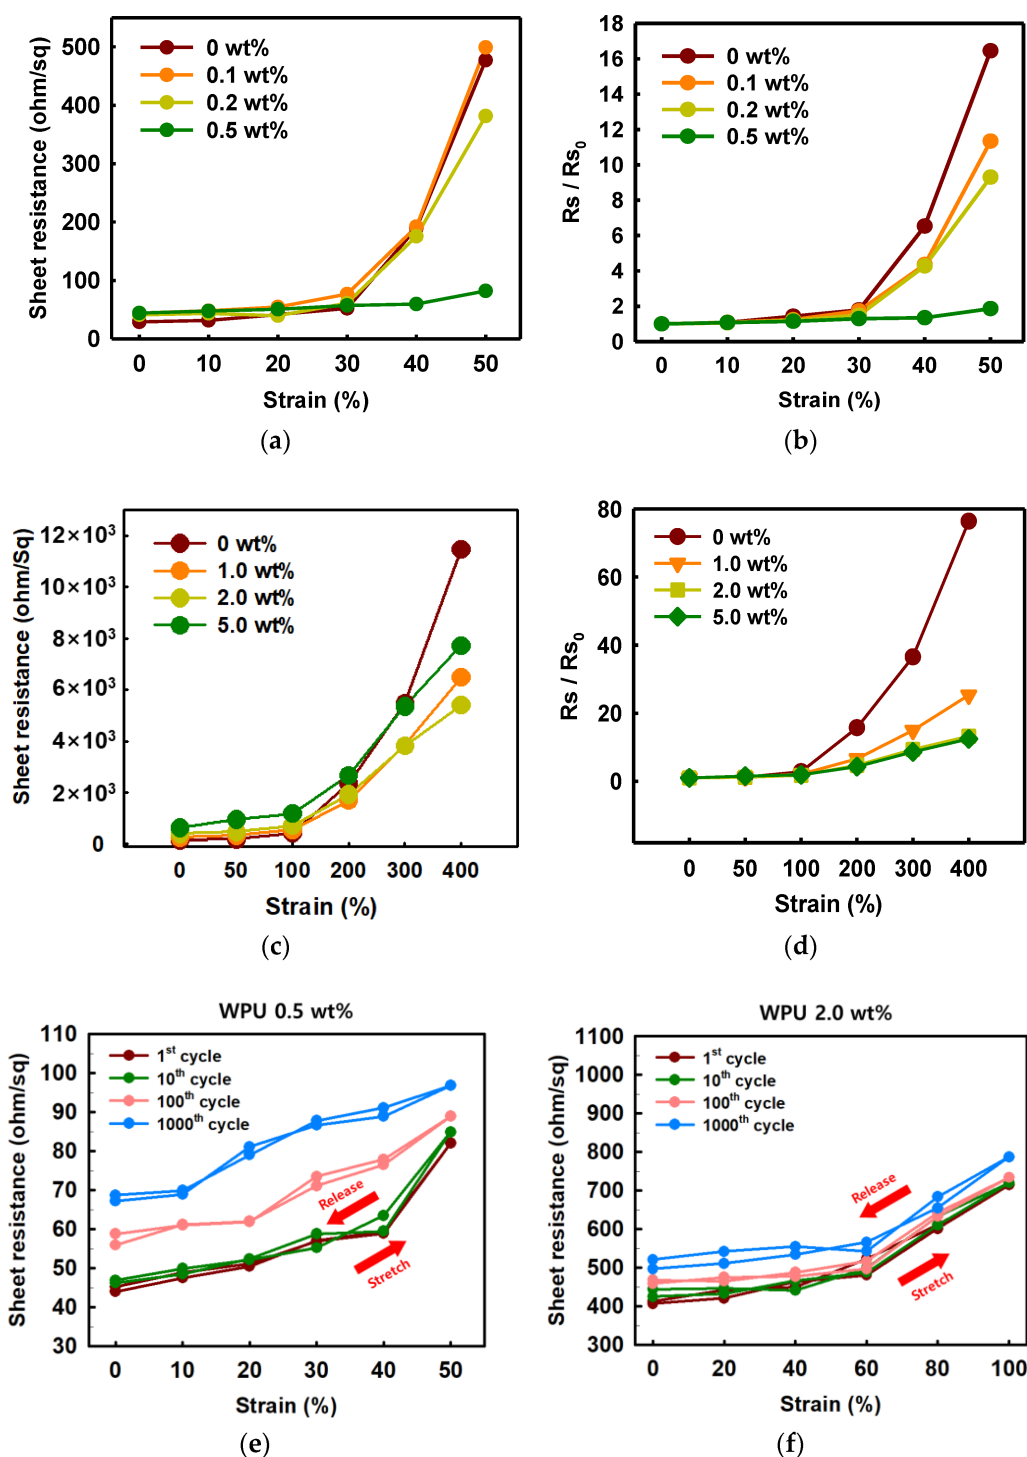 Sheet resistance (ohm/sq)
500
400
300
200
100
0
0 wt%
0.1 wt%
0.2 wt%
0.5 wt%
0 10 20 30 40 50
Strain (%)
(a)
Rs / Rs0
18
16
14
12
10
8
6
4
2
0
0 wt%
0.1 wt%
0.2 wt%
0.5 wt%
0 10 20 30 40 50
Strain (%)
(b)
Sheet resistance (ohm/Sq)
12×10³
10×10³
8×10³
6×10³
4×10³
2×10³
0
0 wt%
1.0 wt%
2.0 wt%
5.0 wt%
0 50 100 200 300 400
Strain (%)
(c)
Rs / Rs0
80
60
40
20
0
0 wt%
1.0 wt%
2.0 wt%
5.0 wt%
0 50 100 200 300 400
Strain (%)
(d)
WPU 0.5 wt%
Sheet resistance (ohm/sq)
110
100
90
80
70
60
50
40
30
1st cycle
10th cycle
100th cycle
1000th cycle
Release
Stretch
0 10 20 30 40 50
Strain (%)
(e)
WPU 2.0 wt%
Sheet resistance (ohm/sq)
1100
1000
900
800
700
600
500
400
300
1st cycle
10th cycle
100th cycle
1000th cycle
Release
Stretch
0 20 40 60 80 100
Strain (%)
(f)